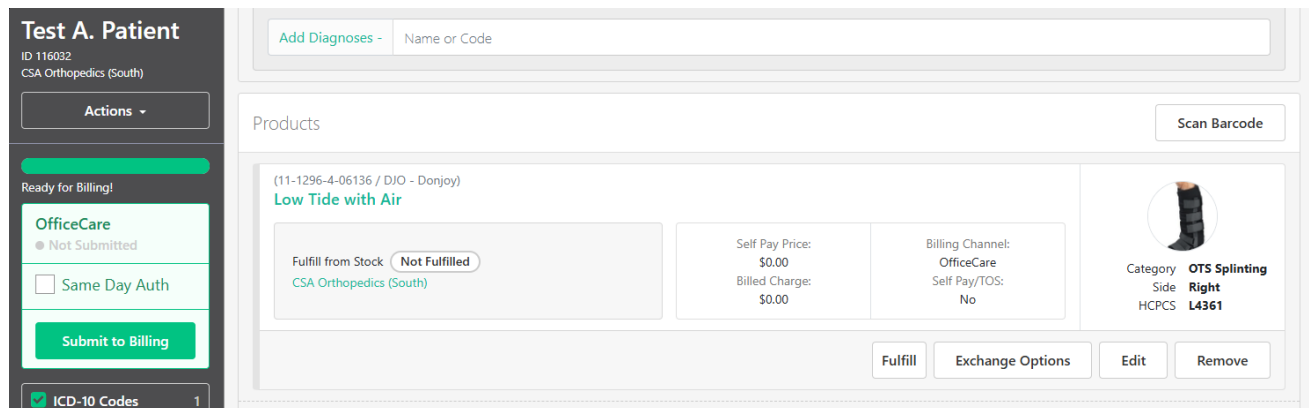 Test A. Patient
ID 116032
CSA Orthopedics (South)
Actions
Ready for Billing!
OfficeCare
Not Submitted
Same Day Auth
Submit to Billing
ICD-10 Codes 1
Add Diagnoses - Name or Code
Products
Scan Barcode
(11-1296-4-06136 / DJO - Donjoy)
Low Tide with Air
Fulfill from Stock Not Fulfilled
CSA Orthopedics (South)
Self Pay Price:
$0.00
Billed Charge:
$0.00
Billing Channel:
OfficeCare
Self Pay/TOS:
No
Category OTS Splinting
Side Right
HCPCS L4361
Fulfill Exchange Options Edit Remove